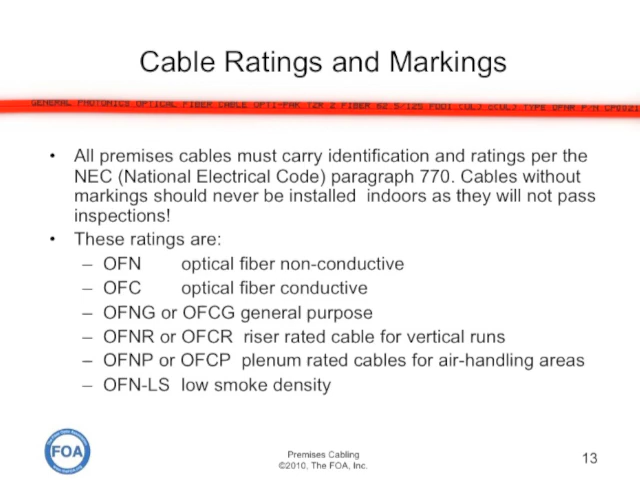 Cable Ratings and Markings
GENERAL PHOTONICS OPTICAL FIBER CABLE OPTI-PAK TZR 2 FIBER 62 5/125 FDDI (UL) c(UL) TYPE OFNR P/N
• All premises cables must carry identification and ratings per the
NEC (National Electrical Code) paragraph 770. Cables without
markings should never be installed indoors as they will not pass
inspections!
• These ratings are:
– OFN optical fiber non-conductive
– OFC optical fiber conductive
– OFNG or OFCG general purpose
– OFNR or OFCR riser rated cable for vertical runs
– OFNP or OFCP plenum rated cables for air-handling areas
– OFN-LS low smoke density
FOA
Premises Cabling
©2010, The FOA, Inc.
13